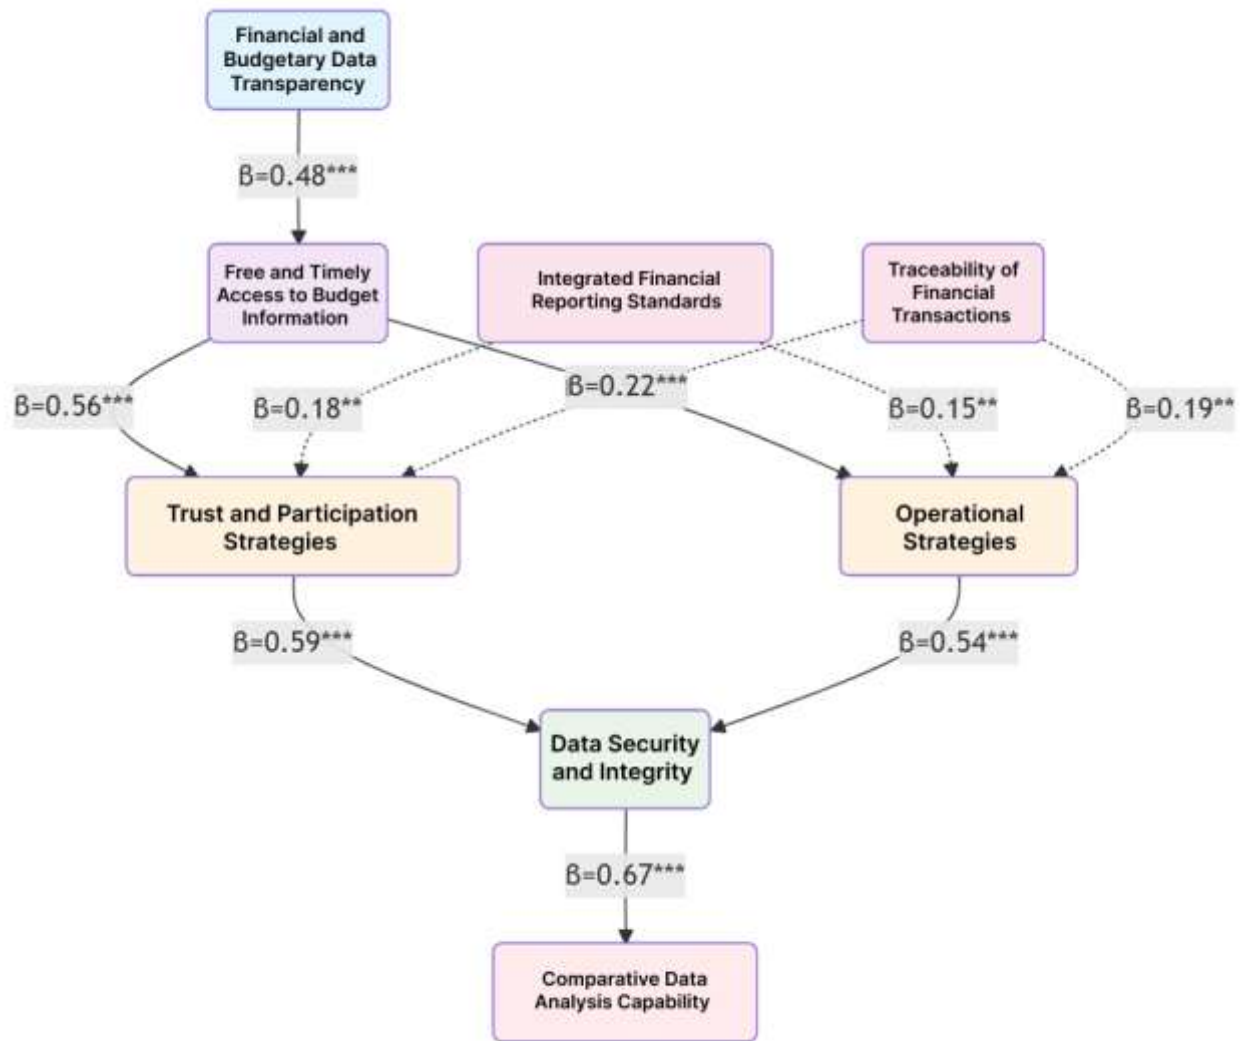 Financial and
Budgetary Data
Transparency
β=0.48***
Free and Timely
Access to Budget
Information
Integrated Financial
Reporting Standards
Traceability of
Financial
Transactions
β=0.56***
β=0.18**
β=0.22***
β=0.15**
β=0.19**
Trust and Participation
Strategies
Operational
Strategies
β=0.59***
β=0.54***
Data Security
and Integrity
β=0.67***
Comparative Data
Analysis Capability